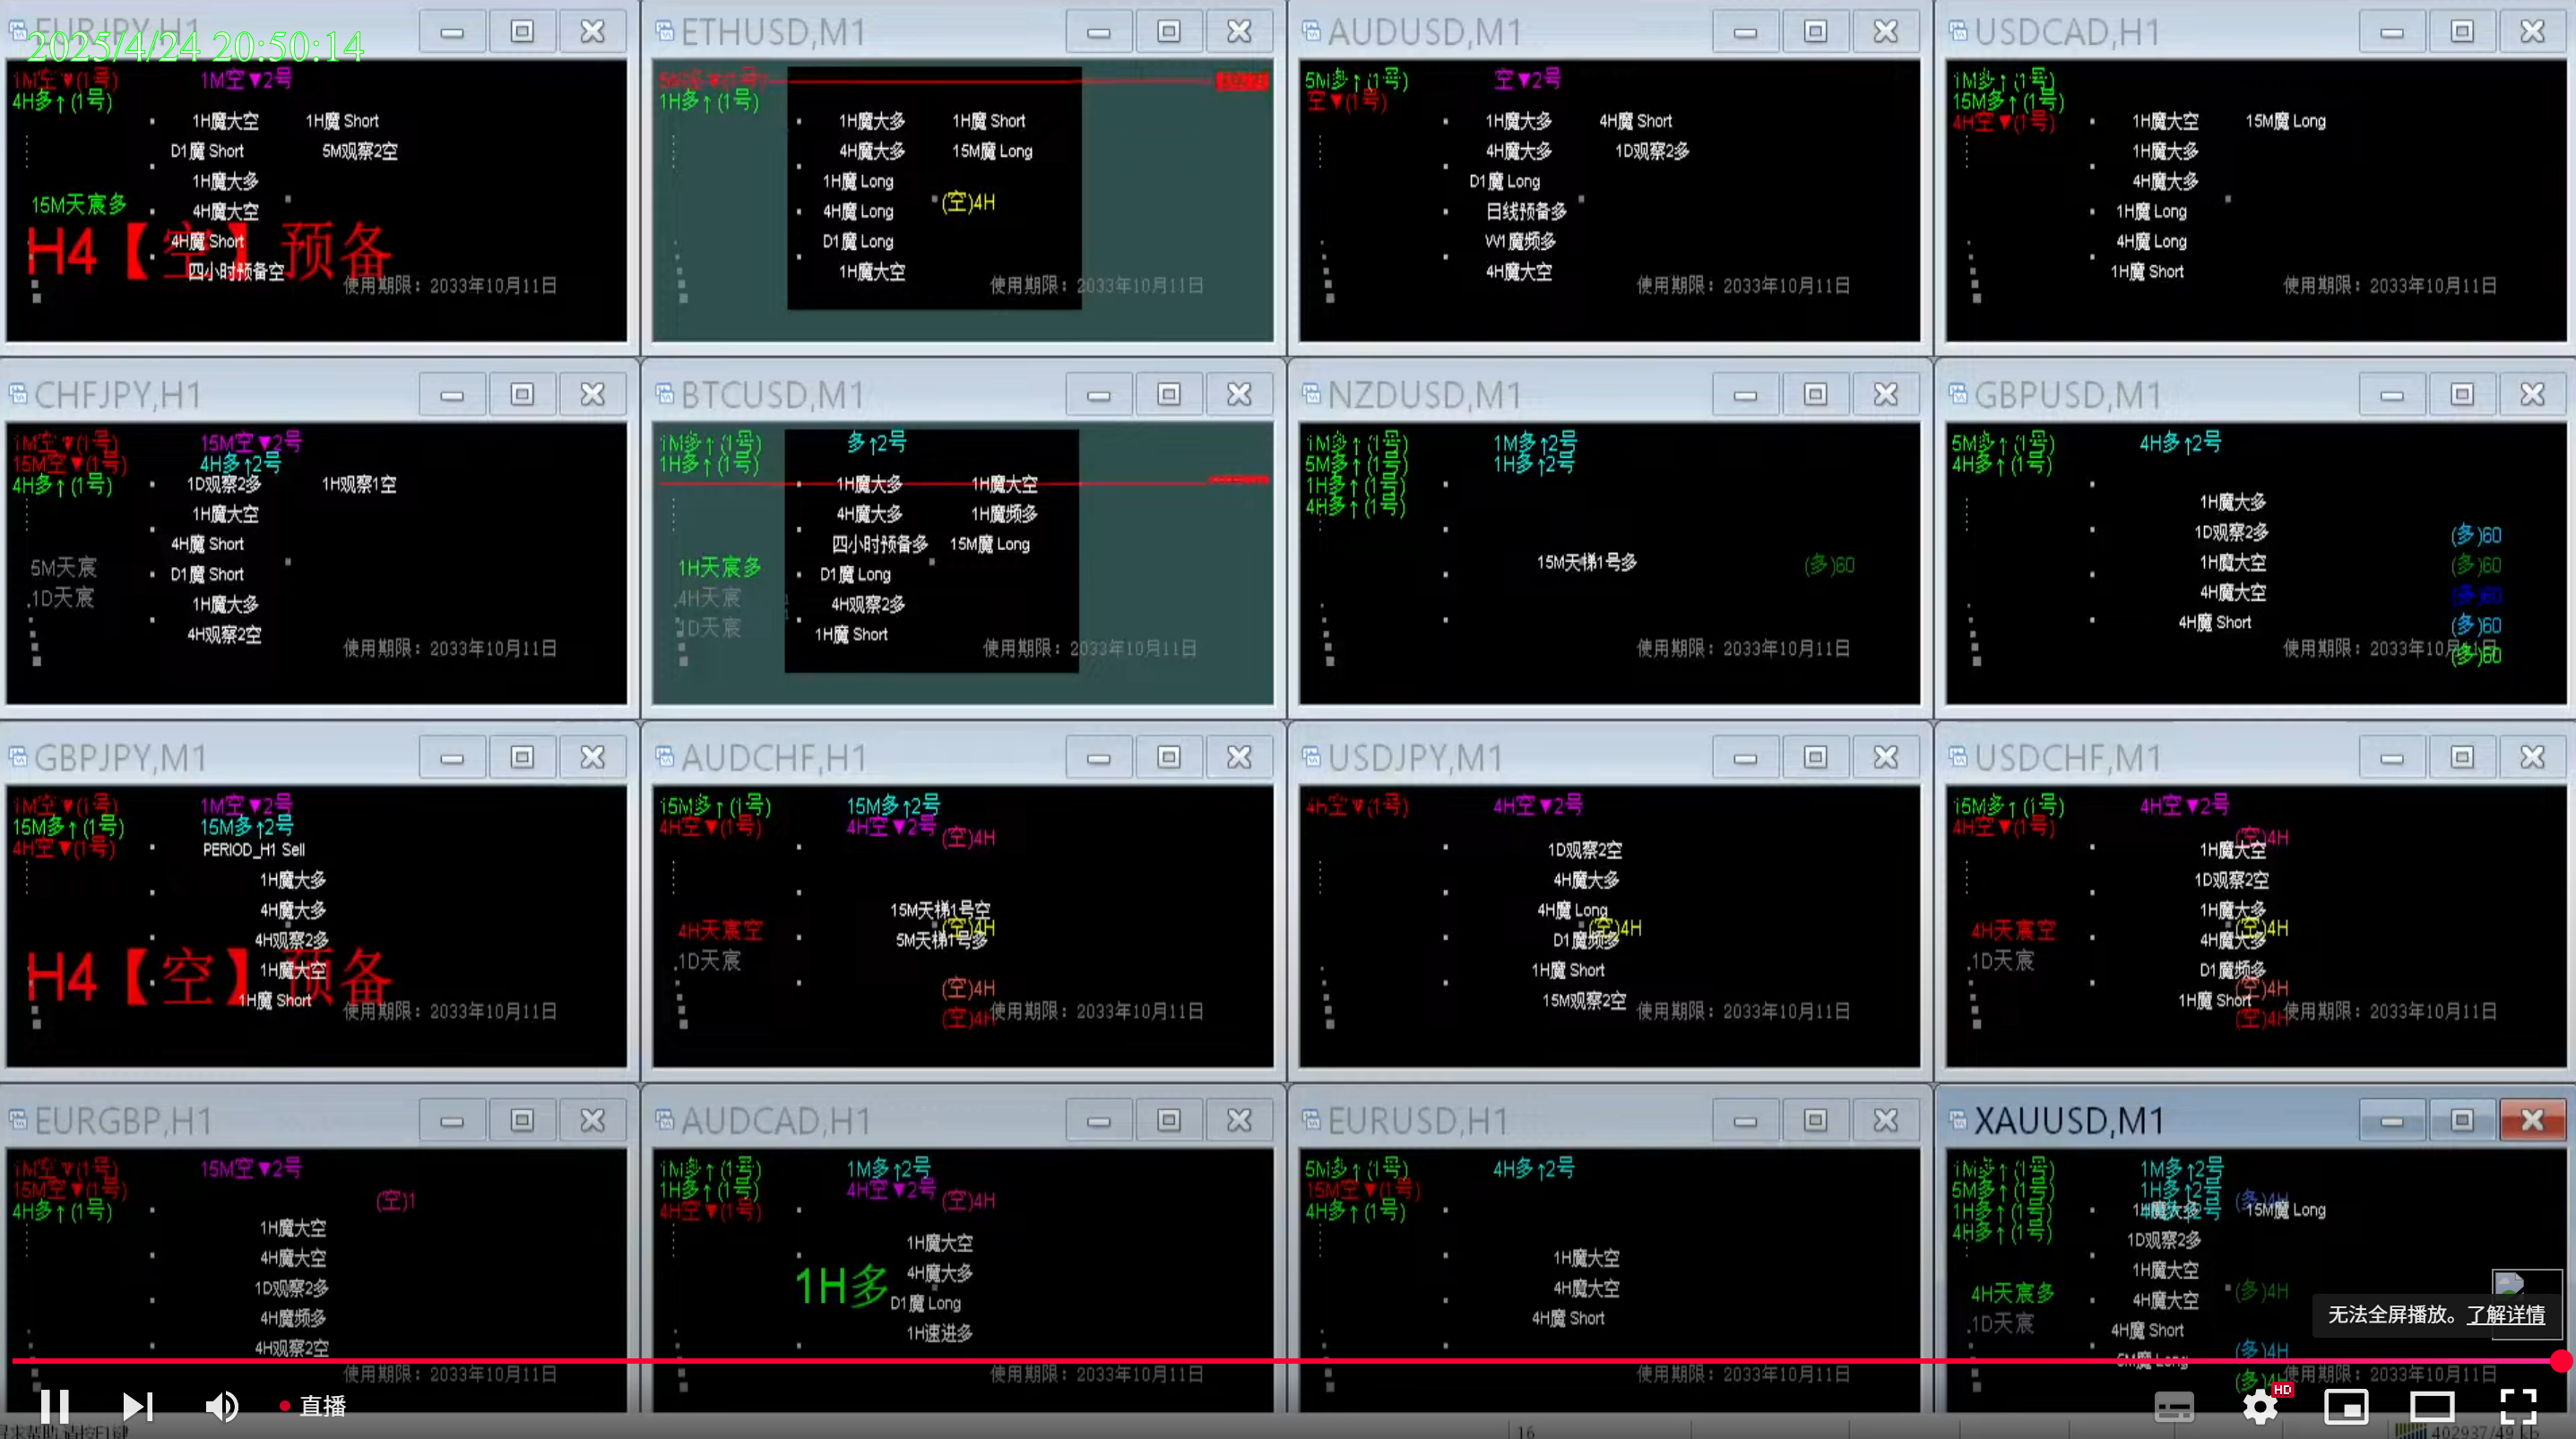 EURJPY,H1
2025/4/24 20:50:14
1M空▼(1号)
1M空▼2号
4H多↑(1号)
1H魔大空 1H魔 Short
D1魔 Short 5M观察2空
1H魔大多
15M天宸多
4H魔大空
H4【空】预备
4H魔 Short
四小时预备空
使用期限：2033年10月11日
ETHUSD,M1
1H多↑(1号)
1H魔大多 1H魔 Short
4H魔大多 15M魔 Long
1H魔 Long
(空)4H
4H魔 Long
D1魔 Long
1H魔大空
使用期限：2033年10月11日
AUDUSD,M1
5M多↑(1号)
空▼2号
空▼(1号)
1H魔大多 4H魔 Short
4H魔大多 1D观察2多
D1魔 Long
日线预备多
W1魔频多
4H魔大空
使用期限：2033年10月11日
USDCAD,H1
1M多↑(1号)
15M多↑(1号)
4H空▼(1号)
1H魔大空 15M魔 Long
1H魔大多
4H魔大多
1H魔 Long
4H魔 Long
1H魔 Short
使用期限：2033年10月11日
CHFJPY,H1
1M空▼(1号)
15M空▼2号
15M空▼(1号)
4H多↑2号
4H多↑(1号)
1D观察2多 1H观察1空
1H魔大空
4H魔 Short
5M天宸
D1魔 Short
.1D天宸
1H魔大多
4H观察2空
使用期限：2033年10月11日
BTCUSD,M1
1M多↑(1号)
多↑2号
1H多↑(1号)
1H魔大多 1H魔大空
4H魔大多 1H魔频多
四小时预备多 15M魔 Long
1H天宸多
D1魔 Long
.4H天宸
4H观察2多
.1D天宸
1H魔 Short
使用期限：2033年10月11日
NZDUSD,M1
1M多↑(1号)
1M多↑2号
5M多↑(1号)
1H多↑2号
1H多↑(1号)
4H多↑(1号)
15M天梯1号多
(多)60
使用期限：2033年10月11日
GBPUSD,M1
5M多↑(1号)
4H多↑2号
4H多↑(1号)
1H魔大多
1D观察2多
(多)60
1H魔大空
(多)60
4H魔大空
(多)60
4H魔 Short
(多)60
使用期限：2033年10月11日
(多)60
GBPJPY,M1
1M空▼(1号)
1M空▼2号
15M多↑(1号)
15M多↑2号
4H空▼(1号)
PERIOD_H1 Sell
1H魔大多
4H魔大多
4H观察2多
H4【空】预备
1H魔大空
1H魔 Short
使用期限：2033年10月11日
AUDCHF,H1
15M多↑(1号)
15M多↑2号
4H空▼(1号)
4H空▼2号
(空)4H
15M天梯1号空
4H天宸空
(空)4H
5M天梯1号多
.1D天宸
(空)4H
(空)4H
使用期限：2033年10月11日
USDJPY,M1
4h空▼(1号)
4H空▼2号
1D观察2空
4H魔大多
4H魔 Long
(空)4H
D1魔频多
1H魔 Short
15M观察2空
使用期限：2033年10月11日
USDCHF,M1
15M多↑(1号)
4H空▼2号
4H空▼(1号)
(空)4H
1H魔大空
1D观察2空
1H魔大多
4H天宸空
(空)4H
4H魔大多
.1D天宸
D1魔频多
(空)4H
1H魔 Short
(空)4H
使用期限：2033年10月11日
EURGBP,H1
1M空▼(1号)
15M空▼2号
15M空▼(1号)
(空)1
4H多↑(1号)
1H魔大空
4H魔大空
1D观察2多
4H魔频多
4H观察2空
使用期限：2033年10月11日
AUDCAD,H1
1M多↑(1号)
1M多↑2号
1H多↑(1号)
4H空▼2号
(空)4H
4H空▼(1号)
1H魔大空
4H魔大多
1H多
D1魔 Long
1H速进多
使用期限：2033年10月11日
EURUSD,H1
5M多↑(1号)
4H多↑2号
15M空▼(1号)
4H多↑(1号)
1H魔大空
4H魔大空
4H魔 Short
使用期限：2033年10月11日
XAUUSD,M1
1M多↑(1号)
1M多↑2号
5M多↑(1号)
1H多↑2号
(多)4H
1H多↑(1号)
15M魔 Long
4H多↑(1号)
1D观察2多
1H魔大空
4H天宸多
(多)4H
4H魔大空
.1D天宸
4H魔 Short
(多)4H
5M魔 Long
使用期限：2033年10月11日
无法全屏播放。了解详情
直播
HD
16